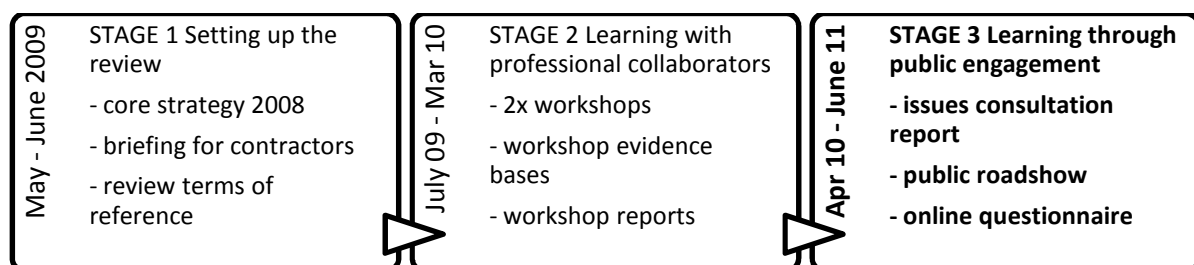 May - June 2009
STAGE 1 Setting up the
review
- core strategy 2008
- briefing for contractors
- review terms of
reference
July 09 - Mar 10
STAGE 2 Learning with
professional collaborators
- 2x workshops
- workshop evidence
bases
- workshop reports
Apr 10 - June 11
STAGE 3 Learning through
public engagement
- issues consultation
report
- public roadshow
- online questionnaire